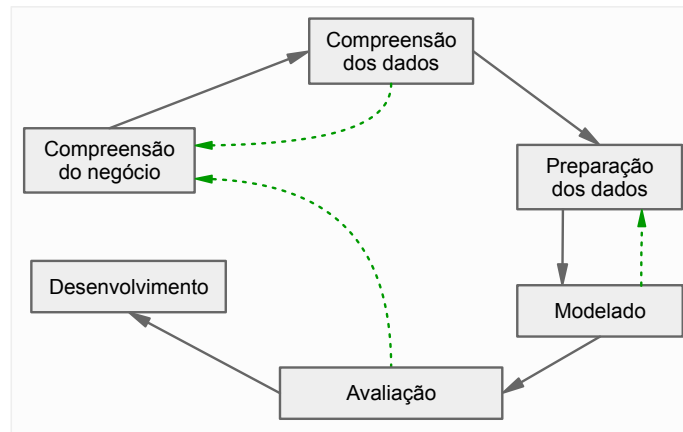 Compreensão
dos dados
Compreensão
do negócio
Preparação
dos dados
Desenvolvimento
Modelado
Avaliação